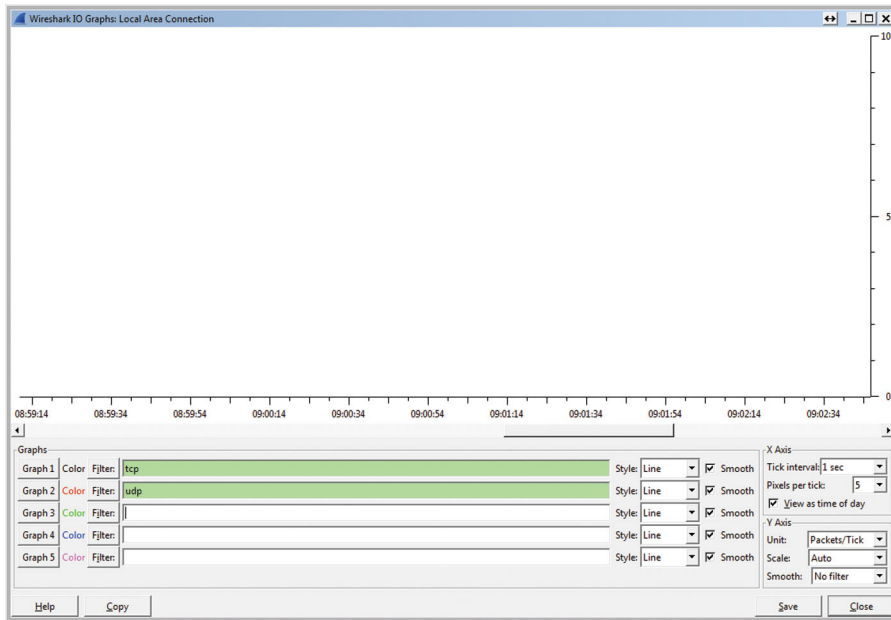 Wireshark IO Graphs: Local Area Connection
10
5
0
08:59:14 08:59:34 08:59:54 09:00:14 09:00:34 09:00:54 09:01:14 09:01:34 09:01:54 09:02:14 09:02:34
Graphs
Graph 1 Color Filter: tcp Style: Line Smooth
Graph 2 Color Filter: udp Style: Line Smooth
Graph 3 Color Filter: Style: Line Smooth
Graph 4 Color Filter: Style: Line Smooth
Graph 5 Color Filter: Style: Line Smooth
X Axis
Tick interval: 1 sec
Pixels per tick: 5
View as time of day
Y Axis
Unit: Packets/Tick
Scale: Auto
Smooth: No filter
Help Copy Save Close